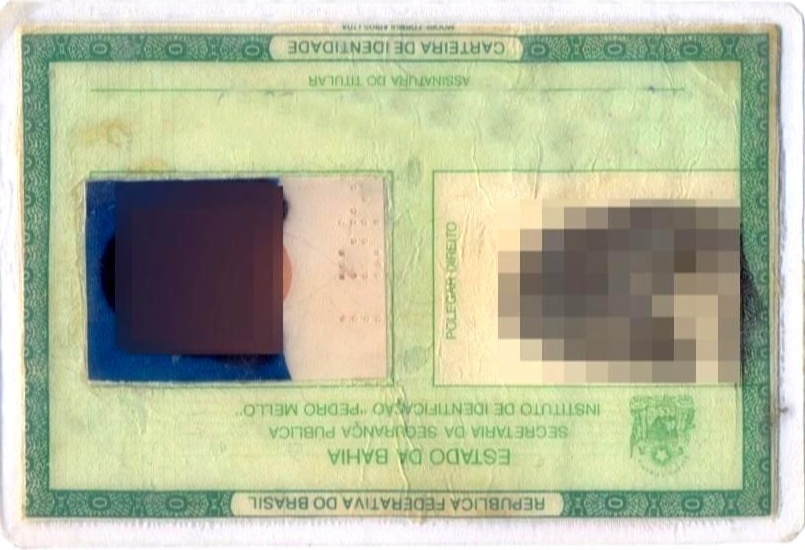 REPUBLICA FEDERATIVA DO BRASIL
ESTADO DA BAHIA
SECRETARIA DA SEGURANÇA PUBLICA
INSTITUTO DE IDENTIFICAÇÃO "PEDRO MELLO"
POLEGAR DIREITO
ASSINATURA DO TITULAR
CARTEIRA DE IDENTIDADE